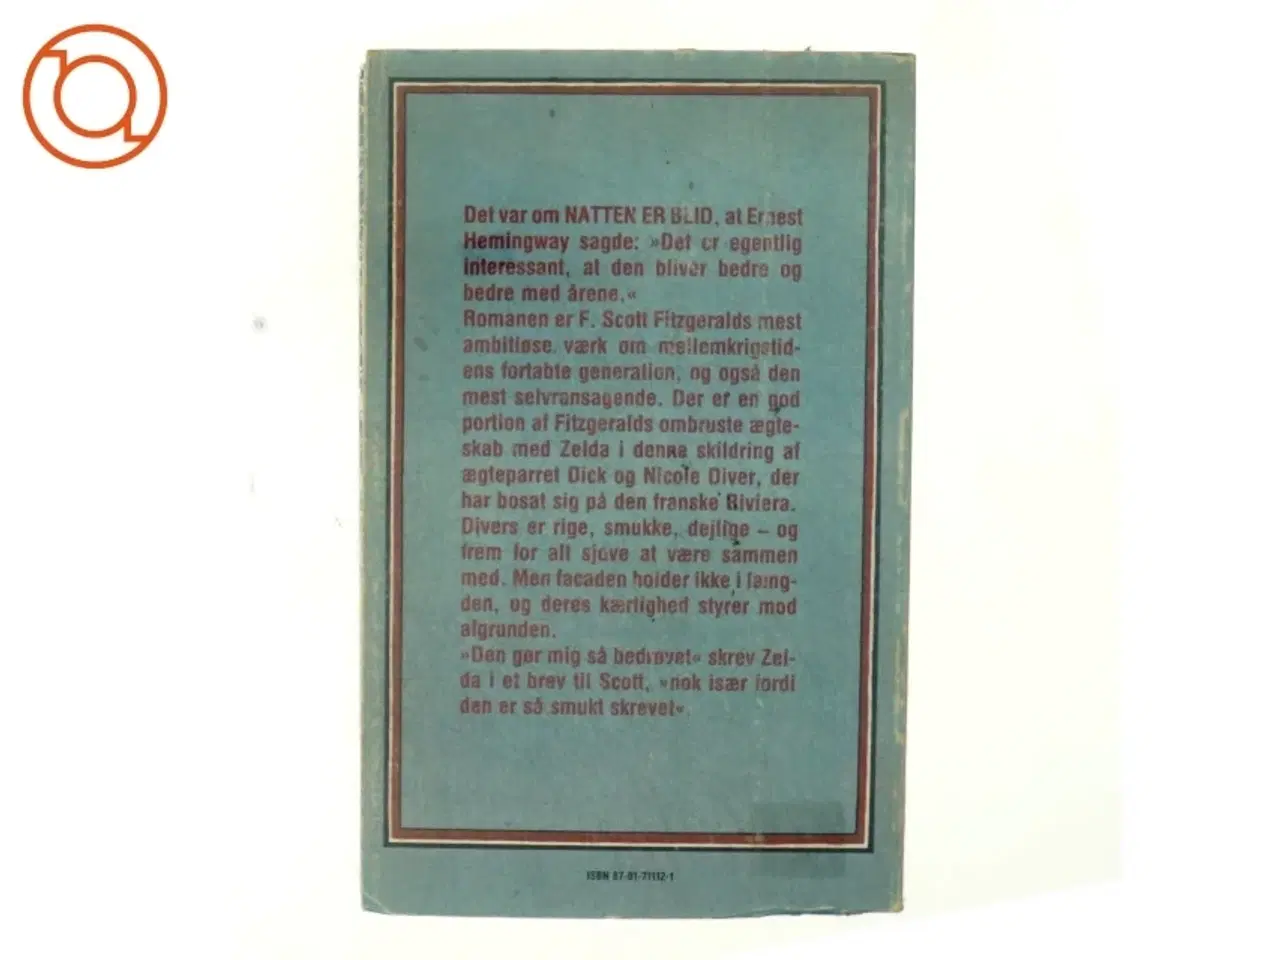 Det var om NATTEN ER BLID, at Ernest
Hemingway sagde: »Det er egentlig
interessant, at den bliver bedre og
bedre med årene.«
Romanen er F. Scott Fitzgeralds mest
ambitiøse værk om mellemkrigstid-
ens fortabte generation, og også den
mest selvransagende. Der er en god
portion af Fitzgeralds ombruste ægte-
skab med Zelda i denne skildring af
ægteparret Dick og Nicole Diver, der
har bosat sig på den franske Riviera.
Divers er rige, smukke, dejlige – og
frem for alt sjove at være sammen
med. Men facaden holder ikke i læng-
den, og deres kærlighed styrer mod
afgrunden.
»Den gør mig så bedrøvet« skrev Zel-
da i et brev til Scott, »nok især fordi
den er så smukt skrevet«.
ISBN 87-01-71112-1